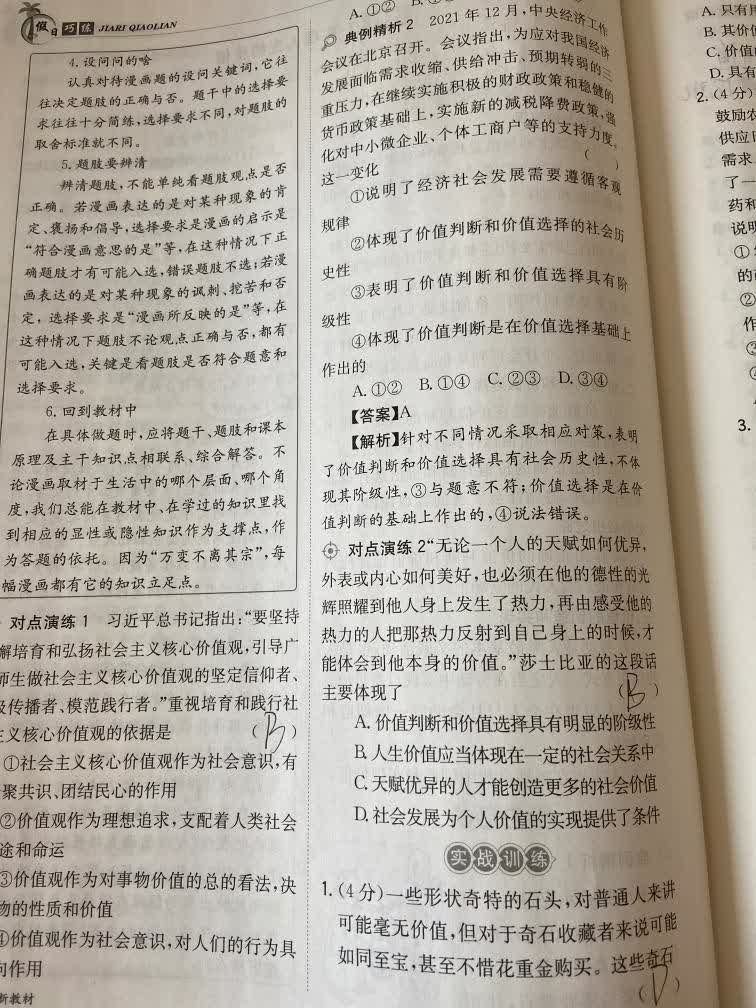 假日巧练 JIARI QIAOLIAN
4. 设问问的啥
认真对待漫画题的设问关键词,它往
往决定题肢的正确与否。题干中的选择要
求往往十分简练,选择要求不同,对题肢的
取舍标准就不同。
5. 题肢要辨清
辨清题肢,不能单纯看题肢观点是否
正确。若漫画表达的是对某种现象的肯
定、褒扬和倡导,选择要求是漫画的启示是
“符合漫画意思的是”等,在这种情况下正
确题肢才有可能入选,错误题肢不选;若漫
画表达的是对某种现象的讽刺、挖苦和否
定,选择要求是“漫画所反映的是”等,在
这种情况下题肢不论观点正确与否,都有
可能入选,关键是看题肢是否符合题意和
选择要求。
6. 回到教材中
在具体做题时,应将题干、题肢和课本
原理及主干知识点相联系、综合解答。不
论漫画取材于生活中的哪个层面、哪个角
度,我们总能在教材中、在学过的知识里找
到相应的显性或隐性知识作为支撑点,作
为答题的依托。因为“万变不离其宗”,每
幅漫画都有它的知识立足点。
对点演练1 习近平总书记指出:“要坚持
培育和弘扬社会主义核心价值观,引导广
师生做社会主义核心价值观的坚定信仰者、
传播者、模范践行者。”重视培育和践行社
主义核心价值观的依据是 (B)
①社会主义核心价值观作为社会意识,有
聚共识、团结民心的作用
②价值观作为理想追求,支配着人类社会
途和命运
③价值观作为对事物价值的总的看法,决
物的性质和价值
④价值观作为社会意识,对人们的行为具
向作用
新教材
A. ①②
典例精析2 2021年12月,中央经济工作
会议在北京召开。会议指出,为应对我国经济
发展面临需求收缩、供给冲击、预期转弱的三
重压力,在继续实施积极的财政政策和稳健的
货币政策基础上,实施新的减税降费政策,强
化对中小微企业、个体工商户等的支持力度。
这一变化 ( )
①说明了经济社会发展需要遵循客观
规律
②体现了价值判断和价值选择的社会历
史性
③表明了价值判断和价值选择具有阶
级性
④体现了价值判断是在价值选择基础上
作出的
A. ①② B. ①④ C. ②③ D. ③④
【答案】A
【解析】针对不同情况采取相应对策,表明
了价值判断和价值选择具有社会历史性,不体
现其阶级性,③与题意不符;价值选择是在价
值判断的基础上作出的,④说法错误。
对点演练2 “无论一个人的天赋如何优异,
外表或内心如何美好,也必须在他的德性的光
辉照耀到他人身上发生了热力,再由感受他的
热力的人把那热力反射到自己身上的时候,才
能体会到他本身的价值。”莎士比亚的这段话
主要体现了 (B)
A. 价值判断和价值选择具有明显的阶级性
B. 人生价值应当体现在一定的社会关系中
C. 天赋优异的人才能创造更多的社会价值
D. 社会发展为个人价值的实现提供了条件
实战训练
1. (4分)一些形状奇特的石头,对普通人来讲
可能毫无价值,但对于奇石收藏者来说可能
如同至宝,甚至不惜花重金购买。这些奇石
(D)
A. 只有
B. 其价
C. 价值
D. 具有
2. (4分)
鼓励农
供应
需求
了一
药和
说明
①
的
②
作
③
3.